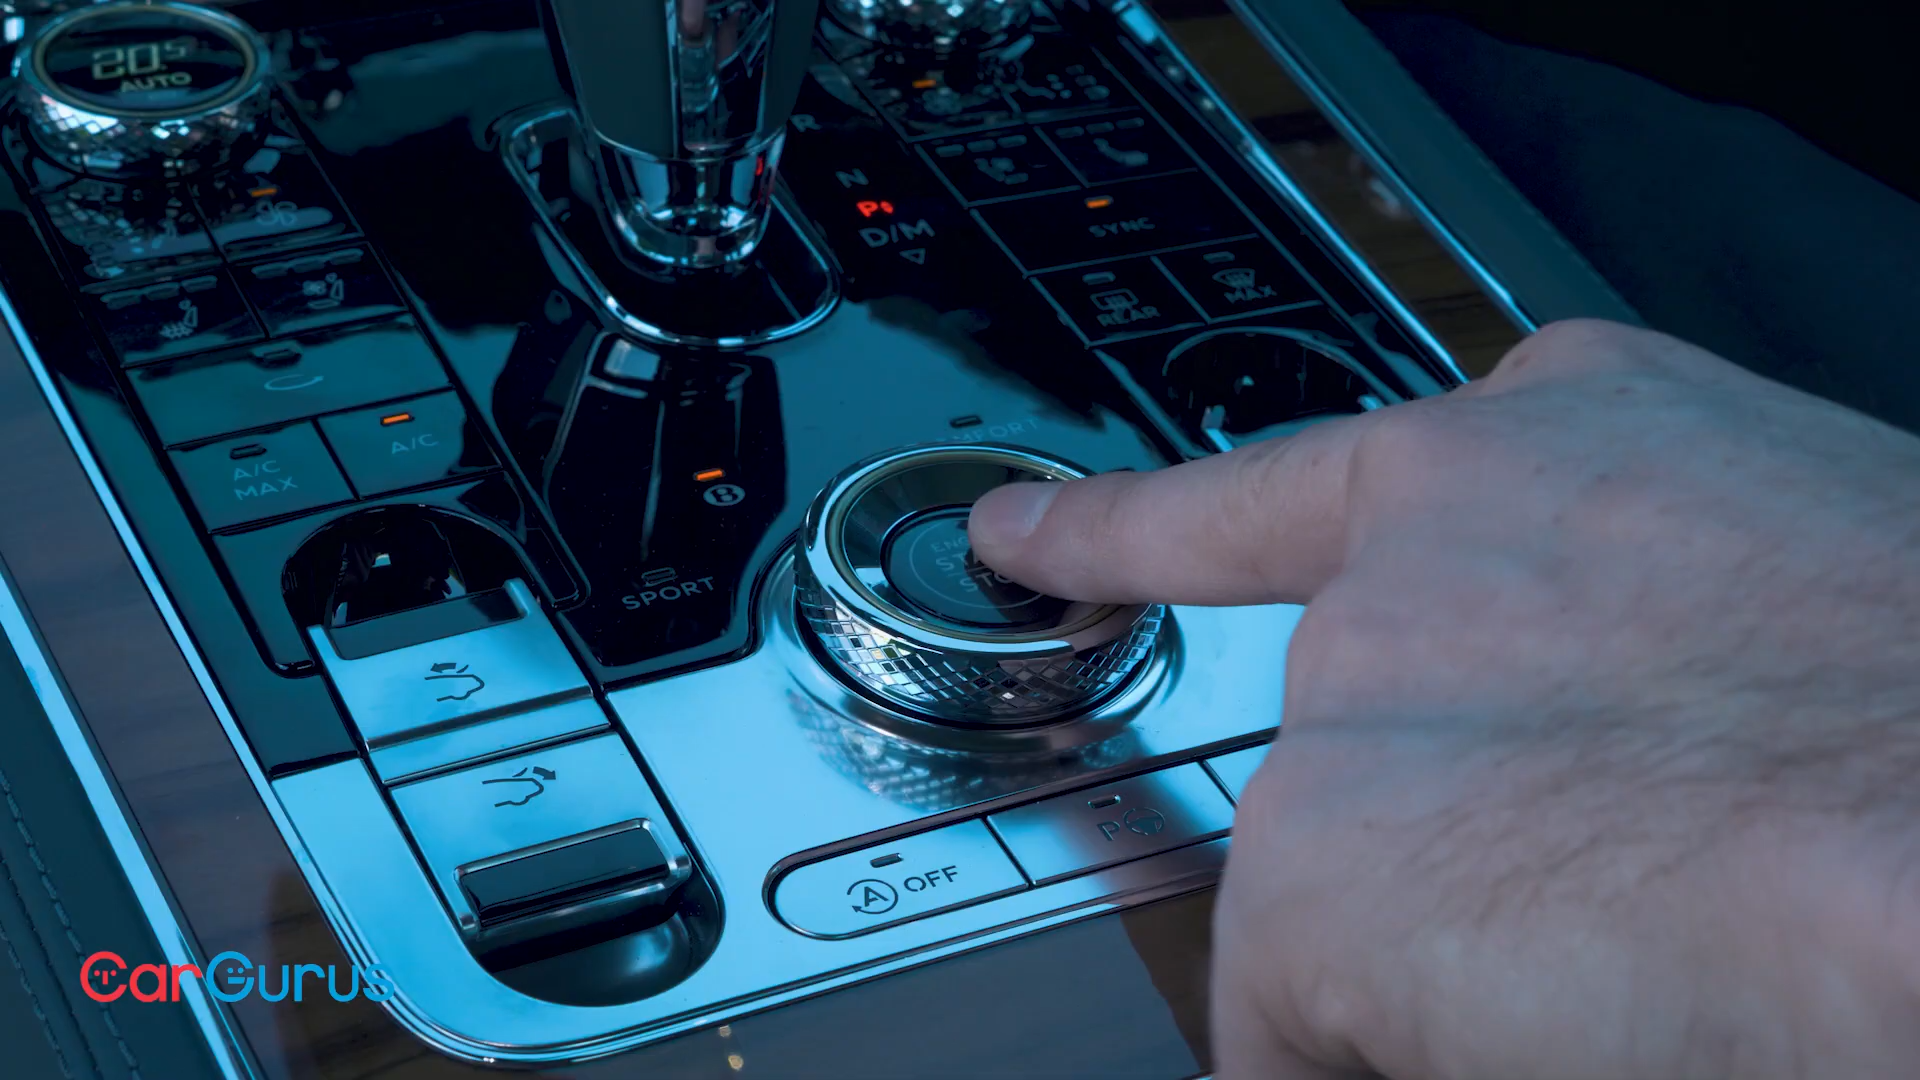 20.5
AUTO
R
N
P
D/M
SYNC
REAR
MAX
A/C
MAX
A/C
B
SPORT
A OFF
P
CarGurus